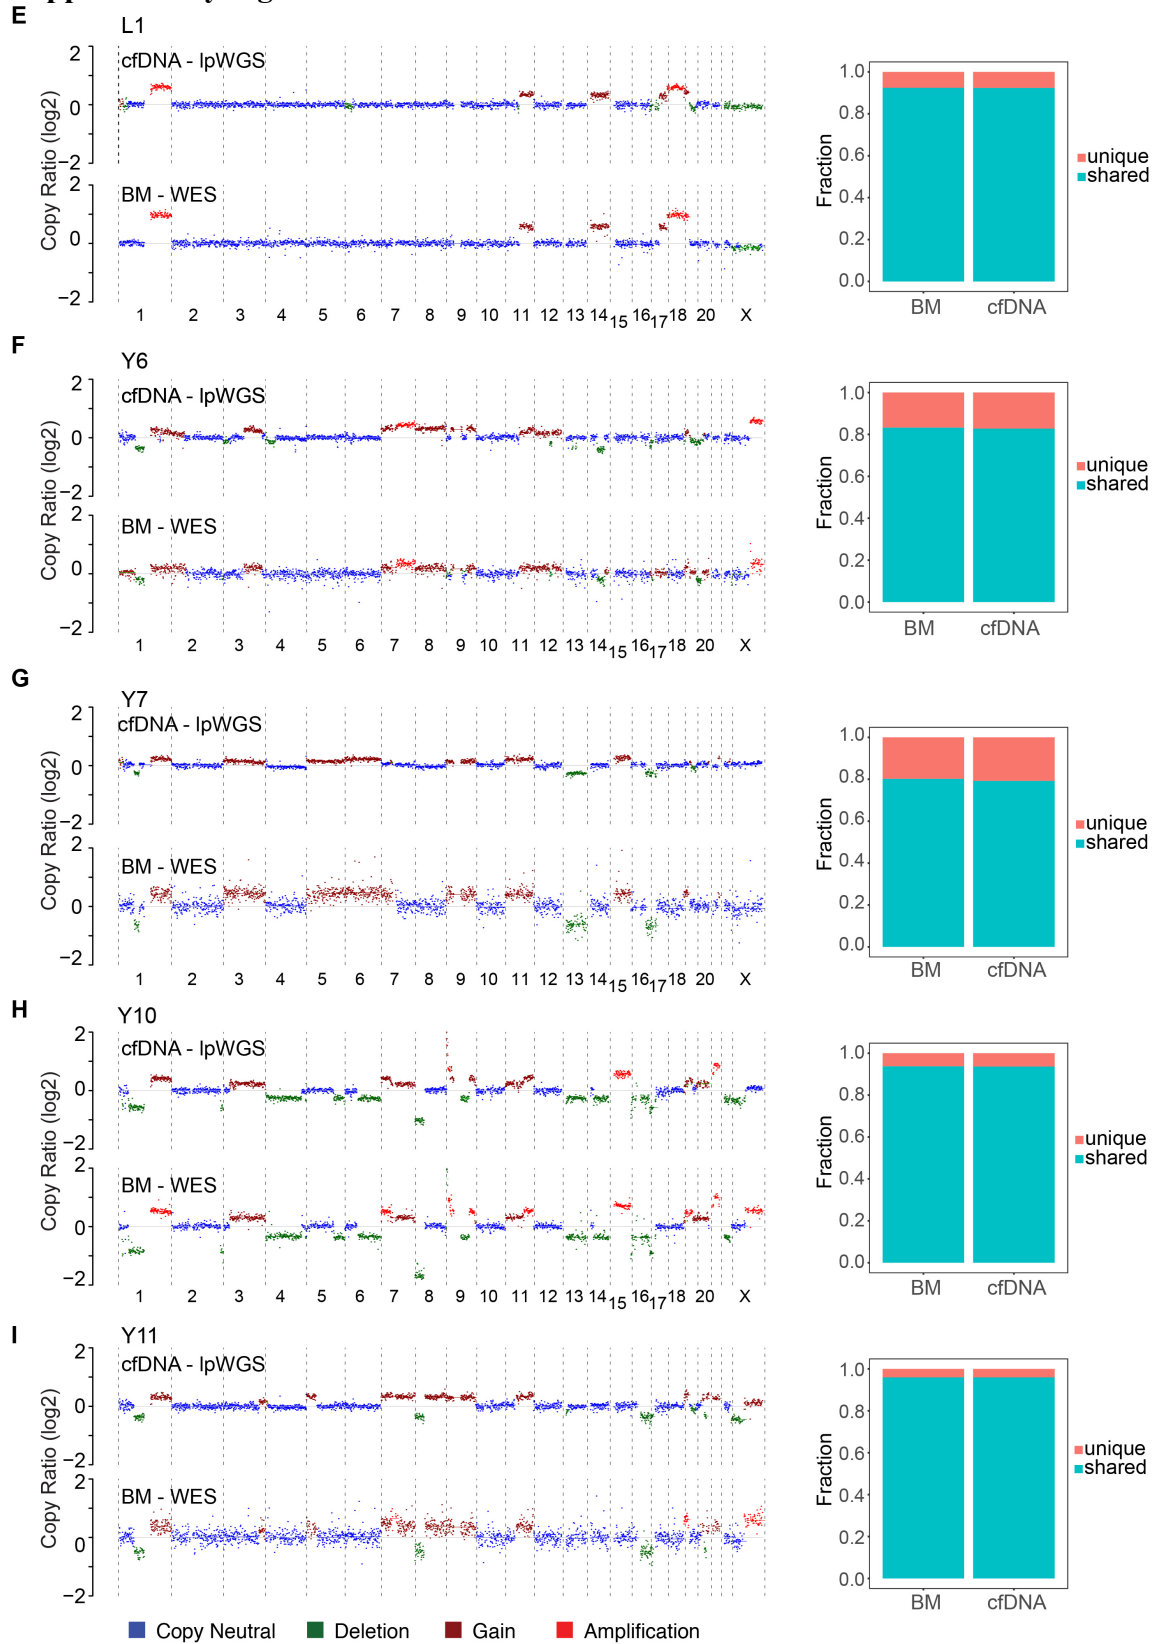 E
L1
cfDNA - lpWGS
BM - WES
Copy Ratio (log2)
2
0
−2
2
0
−2
1 2 3 4 5 6 7 8 9 10 11 12 13 14 15 16 17 18 20 X
Fraction
1.0
0.8
0.6
0.4
0.2
0.0
BM cfDNA
unique
shared
F
Y6
cfDNA - lpWGS
BM - WES
Copy Ratio (log2)
2
0
−2
2
0
−2
1 2 3 4 5 6 7 8 9 10 11 12 13 14 15 16 17 18 20 X
Fraction
1.0
0.8
0.6
0.4
0.2
0.0
BM cfDNA
unique
shared
G
Y7
cfDNA - lpWGS
BM - WES
Copy Ratio (log2)
2
0
−2
2
0
−2
1 2 3 4 5 6 7 8 9 10 11 12 13 14 15 16 17 18 20 X
Fraction
1.0
0.8
0.6
0.4
0.2
0.0
BM cfDNA
unique
shared
H
Y10
cfDNA - lpWGS
BM - WES
Copy Ratio (log2)
2
0
−2
2
0
−2
1 2 3 4 5 6 7 8 9 10 11 12 13 14 15 16 17 18 20 X
Fraction
1.0
0.8
0.6
0.4
0.2
0.0
BM cfDNA
unique
shared
I
Y11
cfDNA - lpWGS
BM - WES
Copy Ratio (log2)
2
0
−2
2
0
−2
Fraction
1.0
0.8
0.6
0.4
0.2
0.0
BM cfDNA
unique
shared
Copy Neutral Deletion Gain Amplification